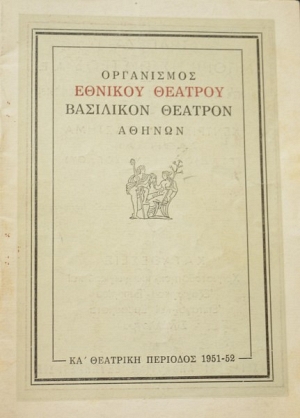 ΟΡΓΑΝΙΣΜΟΣ
ΕΘΝΙΚΟΥ ΘΕΑΤΡΟΥ
ΒΑΣΙΛΙΚΟΝ ΘΕΑΤΡΟΝ
ΑΘΗΝΩΝ
ΚΑ′ ΘΕΑΤΡΙΚΗ ΠΕΡΙΟΔΟΣ 1951-52